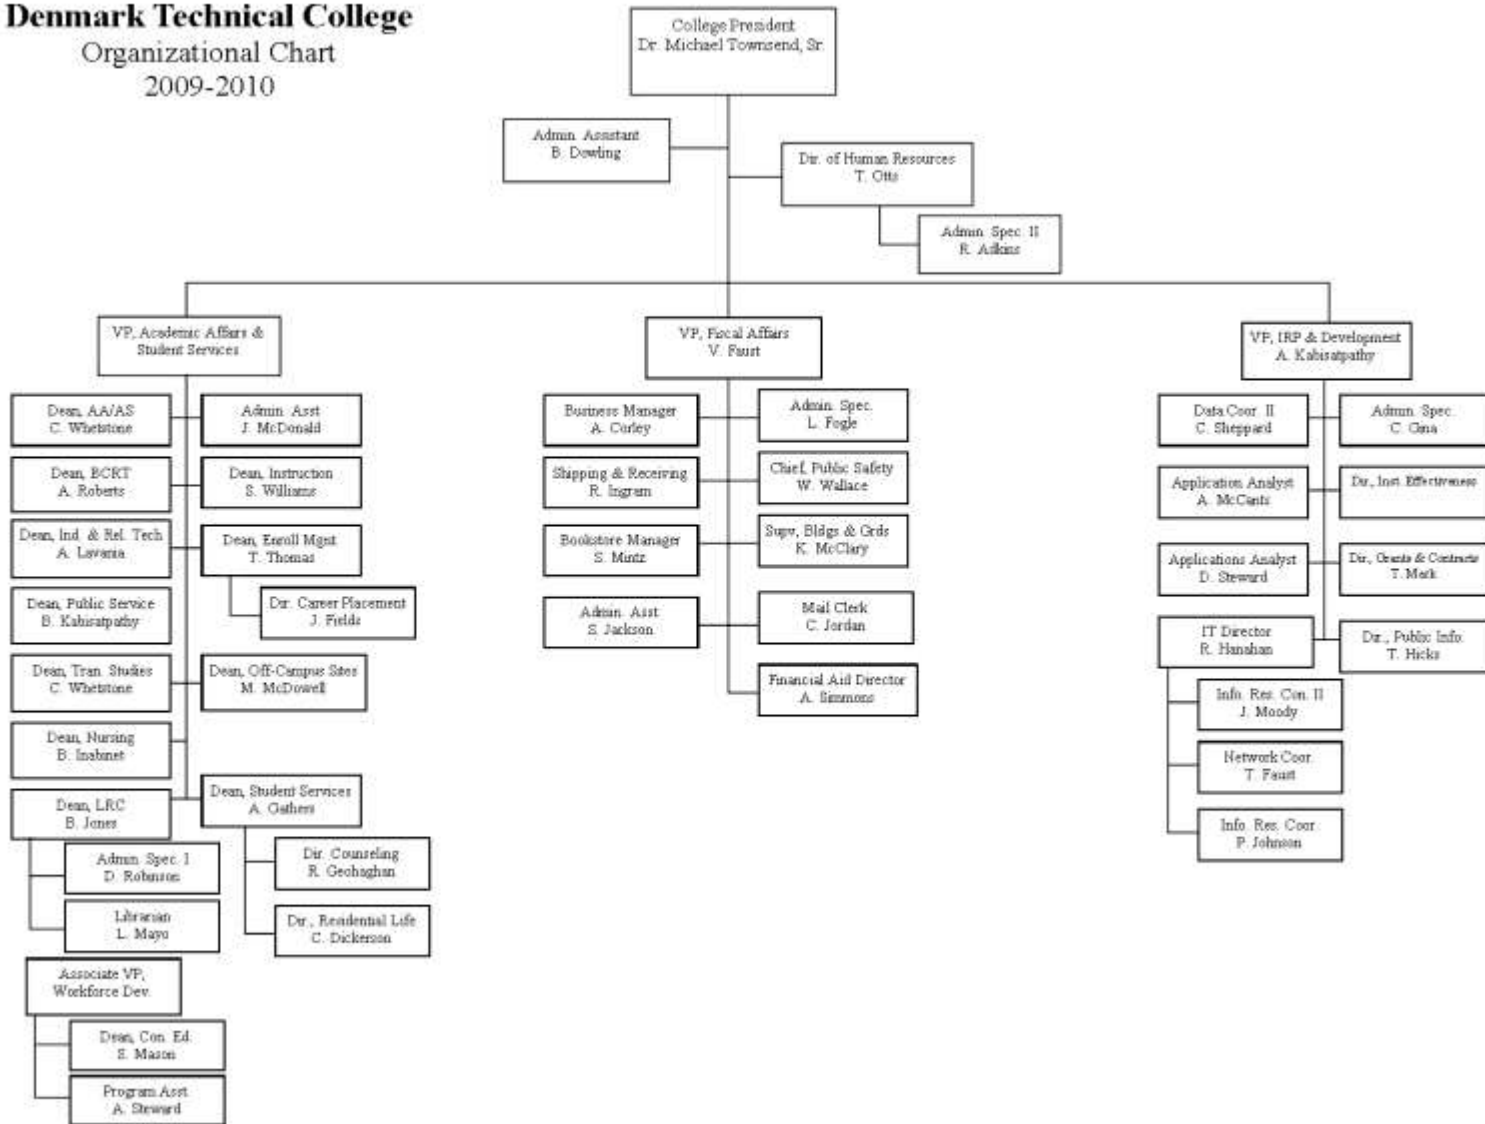 Denmark Technical College
Organizational Chart
2009-2010
College President
Dr. Michael Townsend, Sr.
Admin. Assistant
B. Dowling
Dir. of Human Resources
T. Otts
Admin. Spec. II
R. Adkins
VP, Academic Affairs &
Student Services
Dean, AA/AS
C. Whetstone
Admin. Asst
J. McDonald
Dean, BCRT
A. Roberts
Dean, Instruction
S. Williams
Dean, Ind. & Rel. Tech
A. Lavania
Dean, Enroll Mgnt
T. Thomas
Dir. Career Placement
J. Fields
Dean, Public Service
B. Kabisatpathy
Dean, Tran. Studies
C. Whetstone
Dean, Off-Campus Sites
M. McDowell
Dean, Nursing
B. Inabinet
Dean, LRC
B. Jones
Dean, Student Services
A. Gathers
Admin. Spec. I
D. Robinson
Dir. Counseling
R. Geohaghan
Librarian
L. Mayo
Dir., Residential Life
C. Dickerson
Associate VP,
Workforce Dev.
Dean, Con. Ed.
S. Mason
Program Asst
A. Steward
VP, Fiscal Affairs
V. Faust
Business Manager
A. Corley
Admin. Spec.
L. Fogle
Shipping & Receiving
R. Ingram
Chief, Public Safety
W. Wallace
Bookstore Manager
S. Mintz
Supv, Bldgs & Grds
K. McClary
Admin. Asst
S. Jackson
Mail Clerk
C. Jordan
Financial Aid Director
A. Simmons
VP, IRP & Development
A. Kabisatpathy
Data Coor. II
C. Sheppard
Admin. Spec.
C. Gina
Application Analyst
A. McCants
Dir., Inst. Effectiveness
Applications Analyst
D. Steward
Dir., Grants & Contracts
T. Mack
IT Director
R. Hanahan
Dir., Public Info.
T. Hicks
Info. Res. Con. II
J. Moody
Network Coor.
T. Faust
Info. Res. Coor
P. Johnson